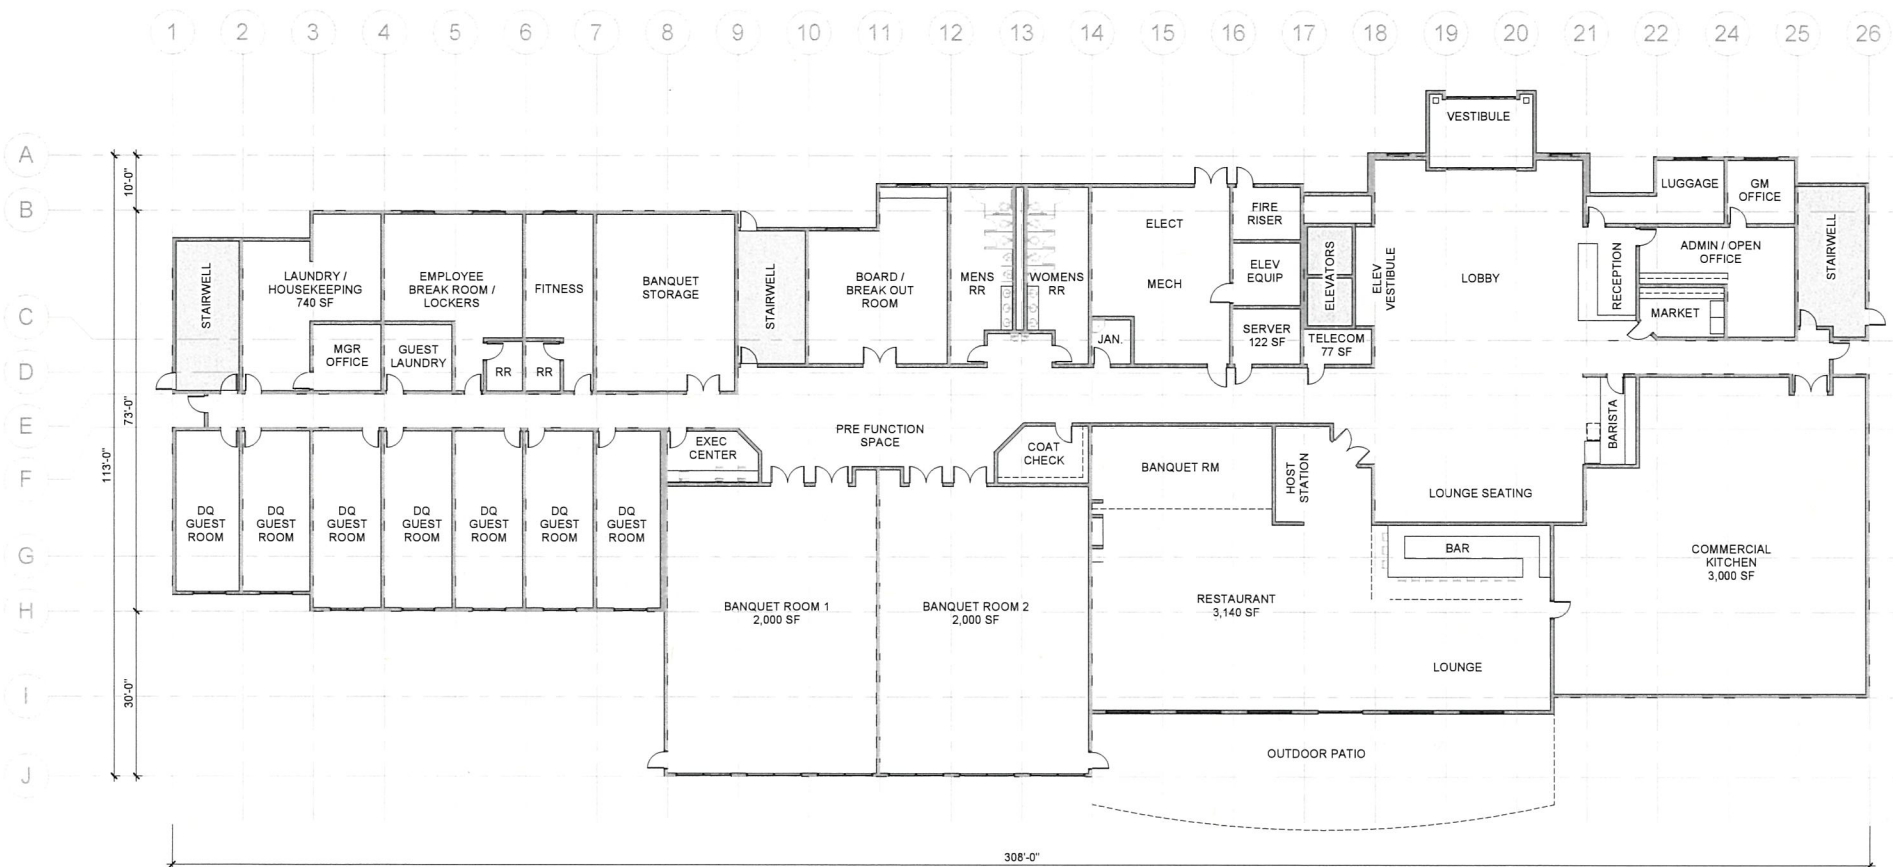 1 2 3 4 5 6 7 8 9 10 11 12 13 14 15 16 17 18 19 20 21 22 24 25 26
A
B
C
D
E
F
G
H
I
J
10'-0"
73'-0"
30'-0"
113'-0"
308'-0"
VESTIBULE
LUGGAGE
GM
OFFICE
STAIRWELL
LAUNDRY /
HOUSEKEEPING
740 SF
EMPLOYEE
BREAK ROOM /
LOCKERS
FITNESS
BANQUET
STORAGE
STAIRWELL
BOARD /
BREAK OUT
ROOM
MENS
RR
WOMENS
RR
ELECT
MECH
FIRE
RISER
ELEV
EQUIP
ELEVATORS
ELEV
VESTIBULE
LOBBY
RECEPTION
ADMIN / OPEN
OFFICE
STAIRWELL
MARKET
MGR
OFFICE
GUEST
LAUNDRY
RR
RR
JAN.
SERVER
122 SF
TELECOM
77 SF
EXEC
CENTER
PRE FUNCTION
SPACE
COAT
CHECK
BANQUET RM
HOST
STATION
LOUNGE SEATING
BARISTA
DQ
GUEST
ROOM
DQ
GUEST
ROOM
DQ
GUEST
ROOM
DQ
GUEST
ROOM
DQ
GUEST
ROOM
DQ
GUEST
ROOM
DQ
GUEST
ROOM
BAR
COMMERCIAL
KITCHEN
3,000 SF
BANQUET ROOM 1
2,000 SF
BANQUET ROOM 2
2,000 SF
RESTAURANT
3,140 SF
LOUNGE
OUTDOOR PATIO